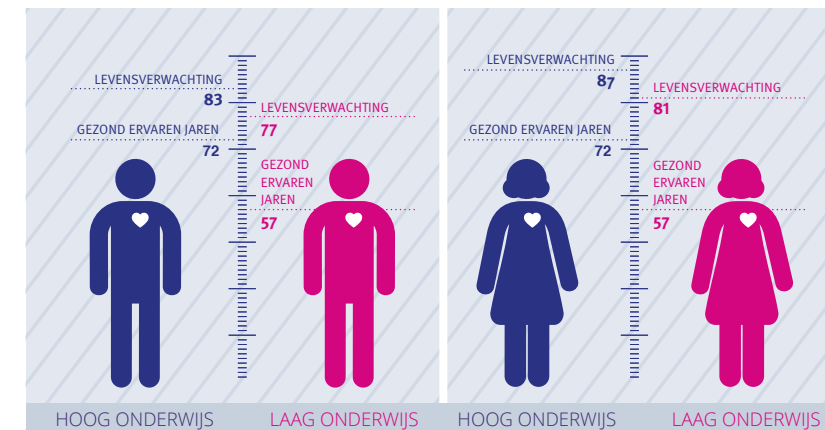 LEVENSVERWACHTING
83
LEVENSVERWACHTING
77
GEZOND ERVAREN JAREN
72
GEZOND
ERVAREN
JAREN
57
HOOG ONDERWIJS
LAAG ONDERWIJS
LEVENSVERWACHTING
87
LEVENSVERWACHTING
81
GEZOND ERVAREN JAREN
72
GEZOND
ERVAREN
JAREN
57
HOOG ONDERWIJS
LAAG ONDERWIJS